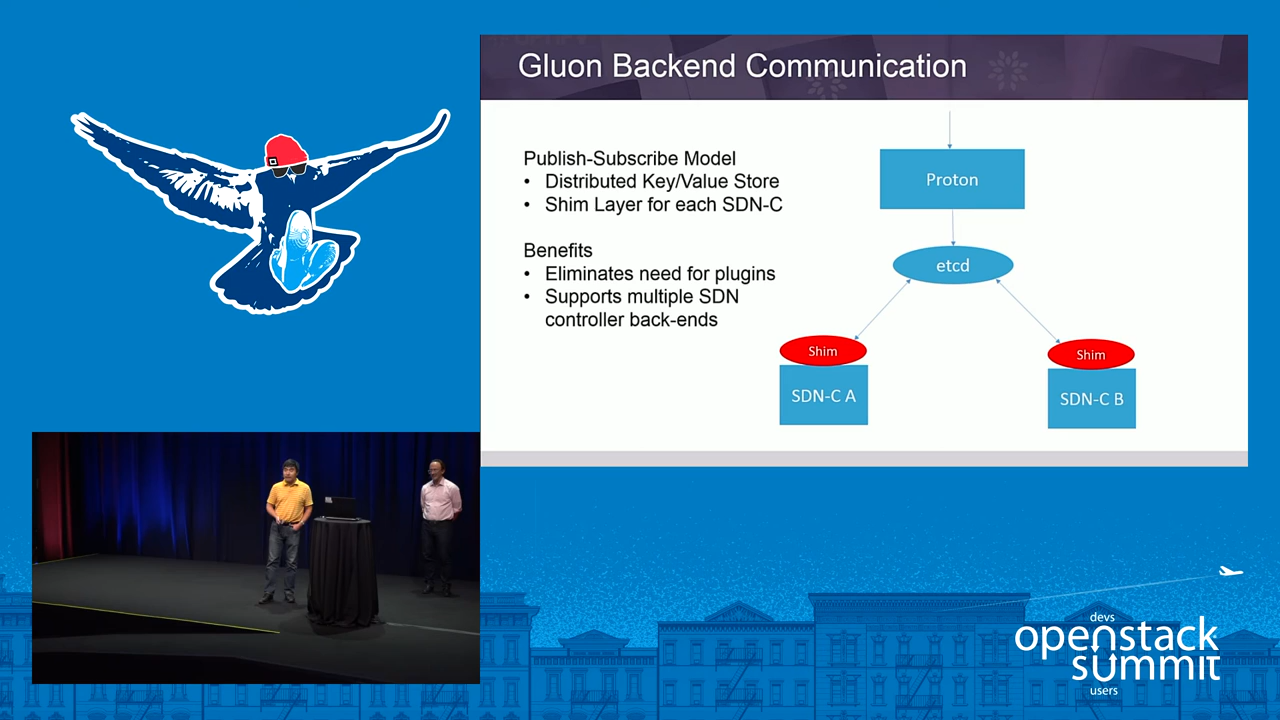 Gluon Backend Communication
Publish-Subscribe Model
• Distributed Key/Value Store
• Shim Layer for each SDN-C
Benefits
• Eliminates need for plugins
• Supports multiple SDN
controller back-ends
Proton
etcd
Shim
SDN-C A
Shim
SDN-C B
devs
openstack
summit
users